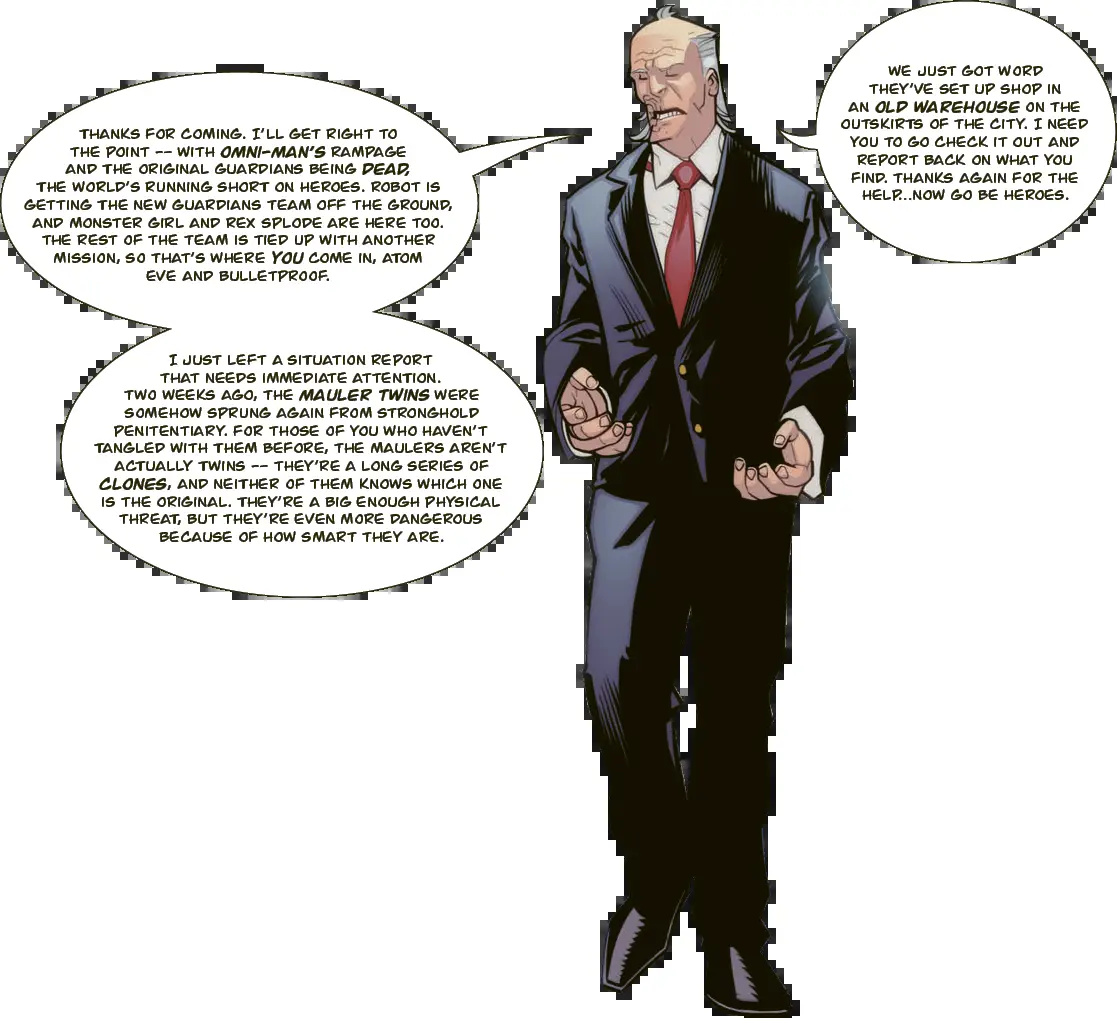 THANKS FOR COMING. I'LL GET RIGHT TO
THE POINT -- WITH OMNI-MAN'S RAMPAGE
AND THE ORIGINAL GUARDIANS BEING DEAD,
THE WORLD'S RUNNING SHORT ON HEROES. ROBOT IS
GETTING THE NEW GUARDIANS TEAM OFF THE GROUND,
AND MONSTER GIRL AND REX SPLODE ARE HERE TOO.
THE REST OF THE TEAM IS TIED UP WITH ANOTHER
MISSION, SO THAT'S WHERE YOU COME IN, ATOM
EVE AND BULLETPROOF.
I JUST LEFT A SITUATION REPORT
THAT NEEDS IMMEDIATE ATTENTION.
TWO WEEKS AGO, THE MAULER TWINS WERE
SOMEHOW SPRUNG AGAIN FROM STRONGHOLD
PENITENTIARY. FOR THOSE OF YOU WHO HAVEN'T
TANGLED WITH THEM BEFORE, THE MAULERS AREN'T
ACTUALLY TWINS -- THEY'RE A LONG SERIES OF
CLONES, AND NEITHER OF THEM KNOWS WHICH ONE
IS THE ORIGINAL. THEY'RE A BIG ENOUGH PHYSICAL
THREAT, BUT THEY'RE EVEN MORE DANGEROUS
BECAUSE OF HOW SMART THEY ARE.
WE JUST GOT WORD
THEY'VE SET UP SHOP IN
AN OLD WAREHOUSE ON THE
OUTSKIRTS OF THE CITY. I NEED
YOU TO GO CHECK IT OUT AND
REPORT BACK ON WHAT YOU
FIND. THANKS AGAIN FOR THE
HELP...NOW GO BE HEROES.